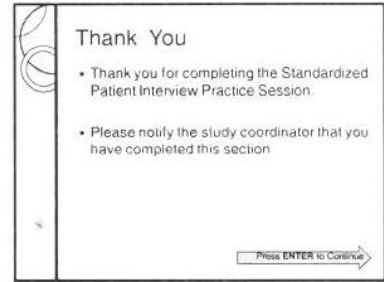 Thank You
• Thank you for completing the Standardized
Patient Interview Practice Session
• Please notify the study coordinator that you
have completed this section
Press ENTER to Continue